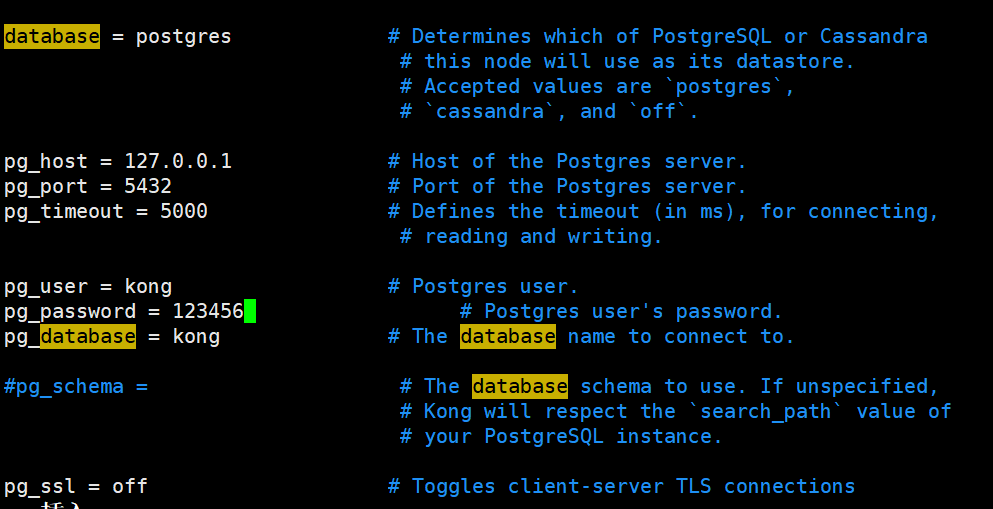 database = postgres             # Determines which of PostgreSQL or Cassandra
                                 # this node will use as its datastore.
                                 # Accepted values are `postgres`,
                                 # `cassandra`, and `off`.
pg_host = 127.0.0.1             # Host of the Postgres server.
pg_port = 5432                  # Port of the Postgres server.
pg_timeout = 5000               # Defines the timeout (in ms), for connecting,
                                 # reading and writing.
pg_user = kong                  # Postgres user.
pg_password = 123456                  # Postgres user's password.
pg_database = kong              # The database name to connect to.
#pg_schema =                     # The database schema to use. If unspecified,
                                 # Kong will respect the `search_path` value of
                                 # your PostgreSQL instance.
pg_ssl = off                    # Toggles client-server TLS connections